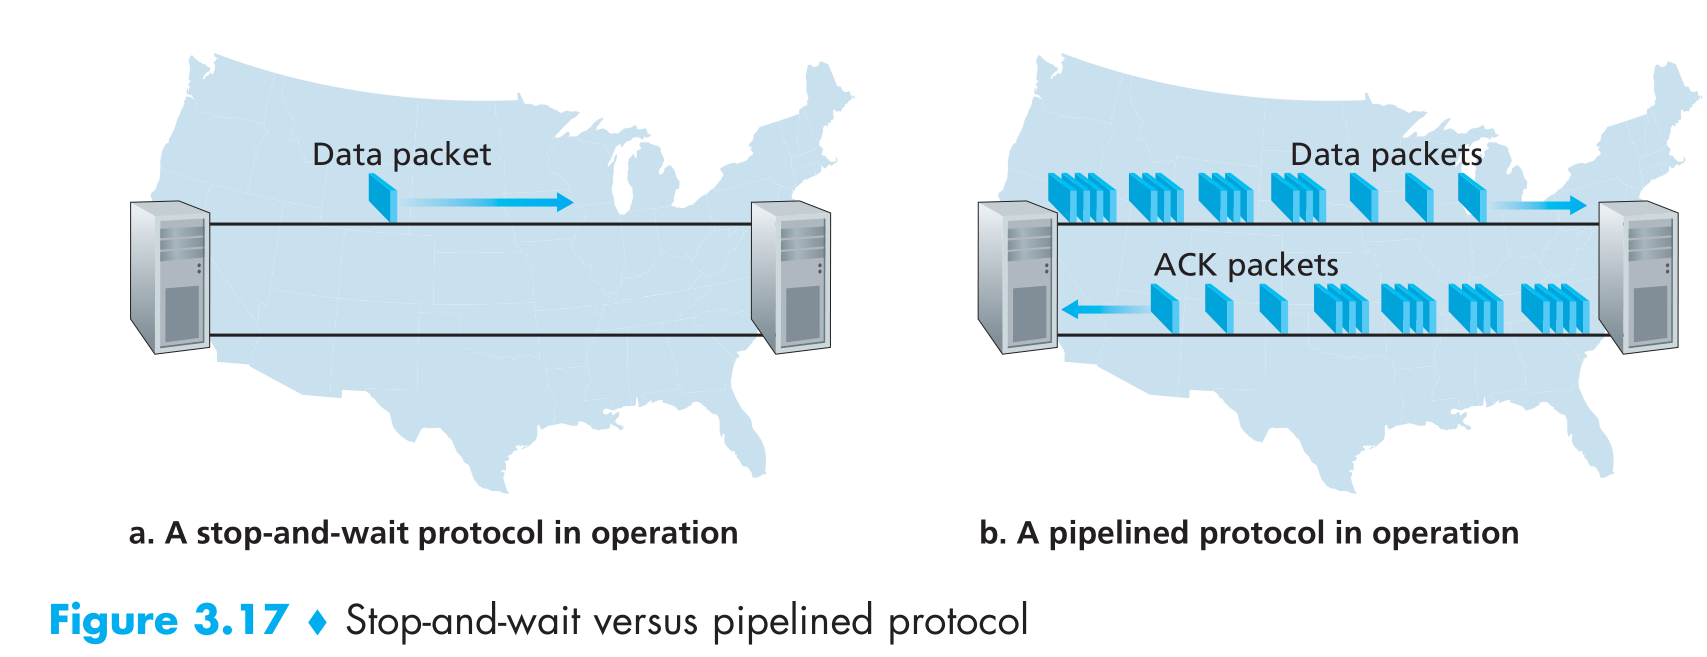 Data packet
Data packets
ACK packets
a. A stop-and-wait protocol in operation
b. A pipelined protocol in operation
Figure 3.17 ♦ Stop-and-wait versus pipelined protocol